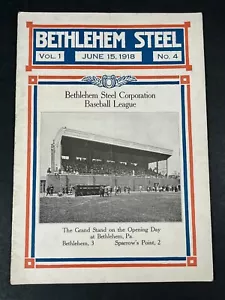 BETHLEHEM STEEL
VOL. 1 JUNE 15, 1918 No. 4
Bethlehem Steel Corporation
Baseball League
The Grand Stand on the Opening Day
at Bethlehem, Pa.
Bethlehem, 3 Sparrow's Point, 2